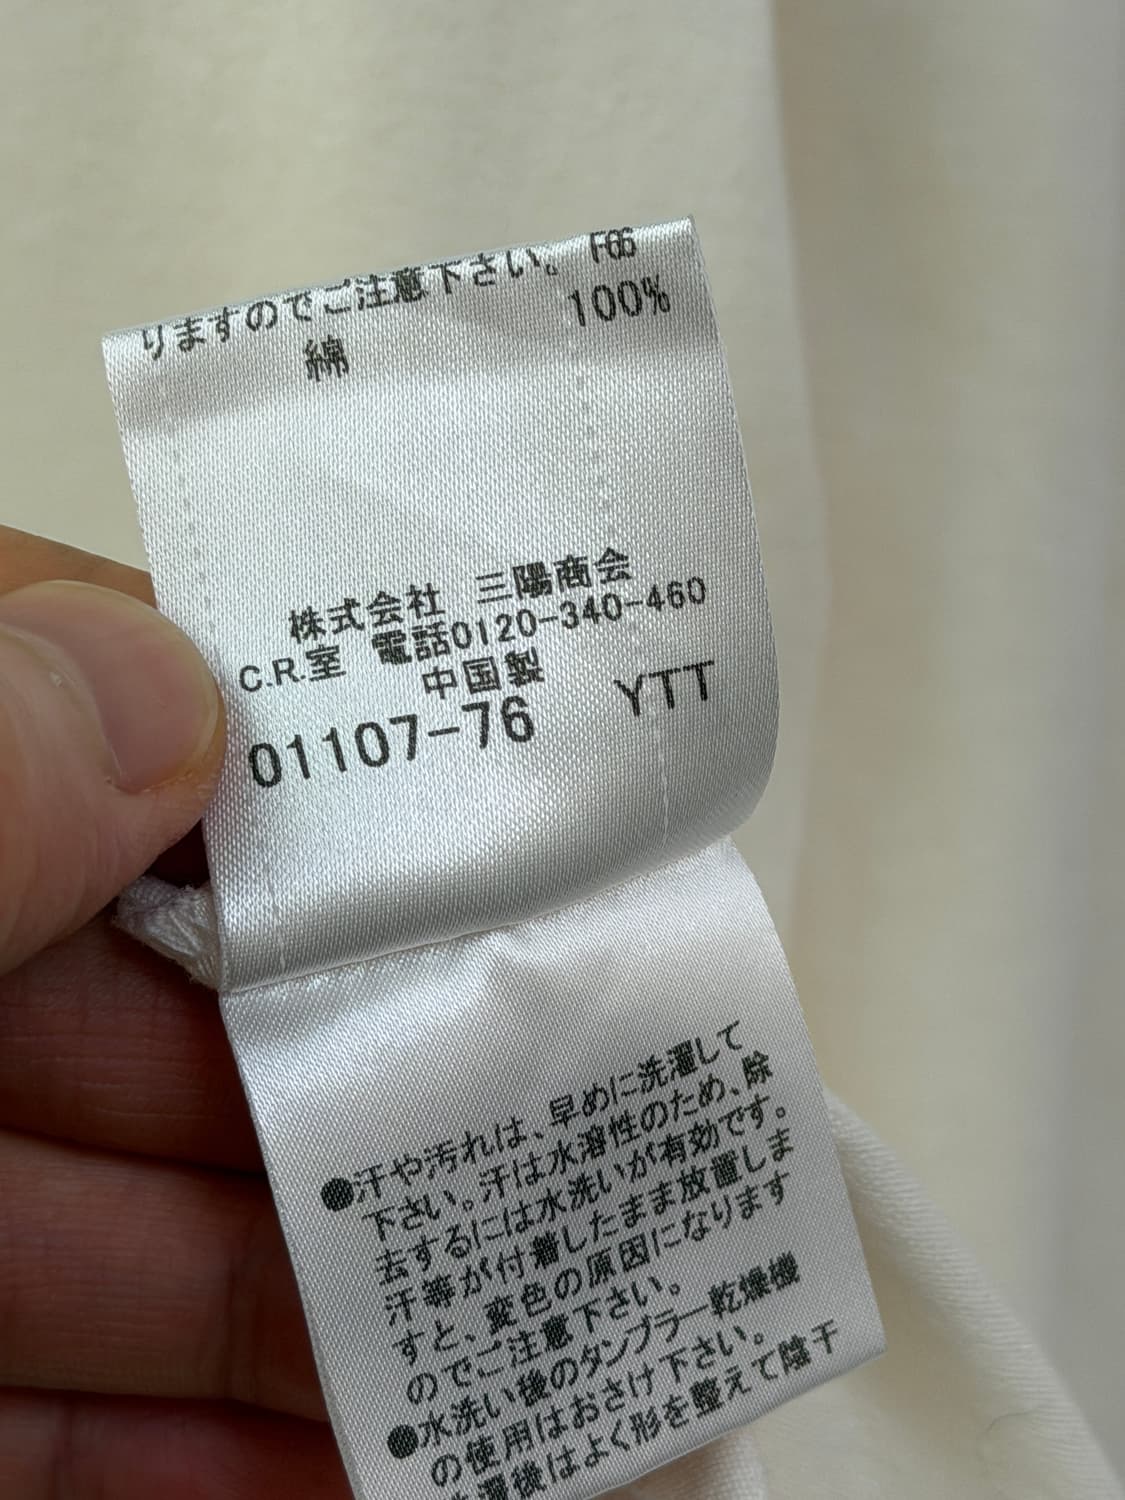 りますのでご注意下さい。 F66
綿 100%
株式会社 三陽商会
C.R.室 電話0120-340-460
中国製
01107-76 YTT
●汗や汚れは、早めに洗濯して
下さい。汗は水溶性のため、除
去するには水洗いが有効です。
汗等が付着したまま放置しま
すと、変色の原因になります
のでご注意下さい。
●水洗い後のタンブラー乾燥機
の使用はおさけ下さい。
濯後はよく形を整えて陰干